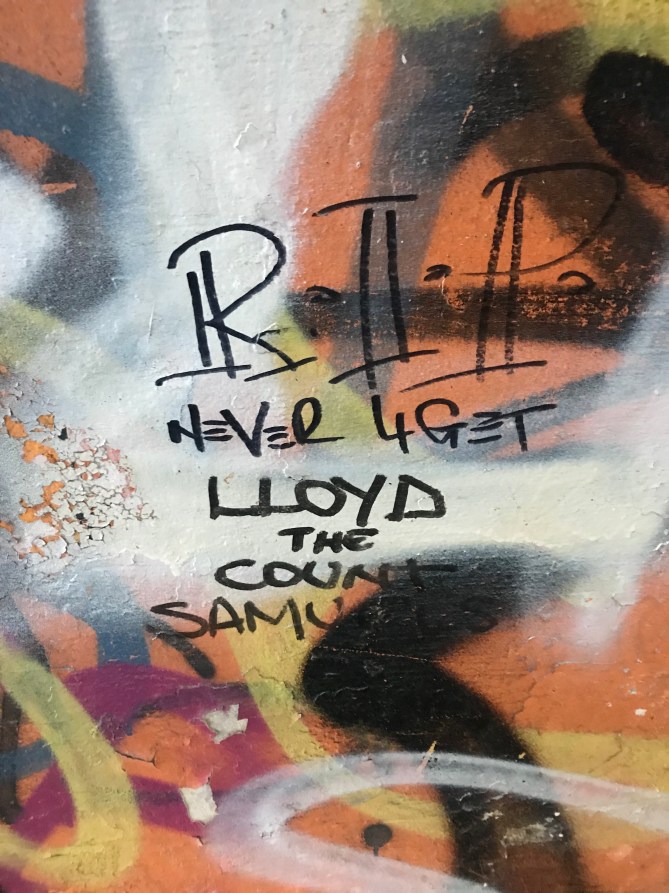 R.I.P.
NEVER 4GET
LLOYD
THE
COUNT